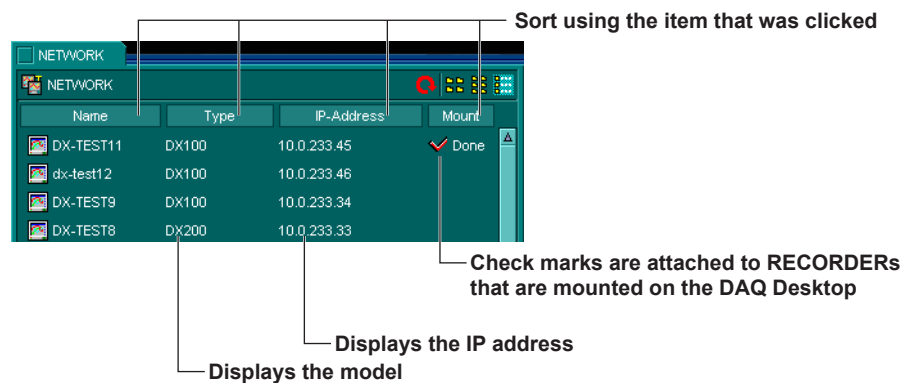 Sort using the item that was clicked
NETWORK
NETWORK
Name Type IP-Address Mount
DX-TEST11 DX100 10.0.233.45 Done
dx-test12 DX100 10.0.233.46
DX-TEST9 DX100 10.0.233.34
DX-TEST8 DX200 10.0.233.33
Check marks are attached to RECORDERs
that are mounted on the DAQ Desktop
Displays the IP address
Displays the model